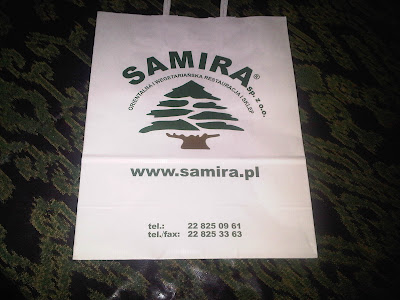 SAMIRA® Sp. z o.o.
ORIENTALNA I WEGETARIAŃSKA RESTAURACJA I SKLEP
www.samira.pl
tel.: 22 825 09 61
tel./fax: 22 825 33 63